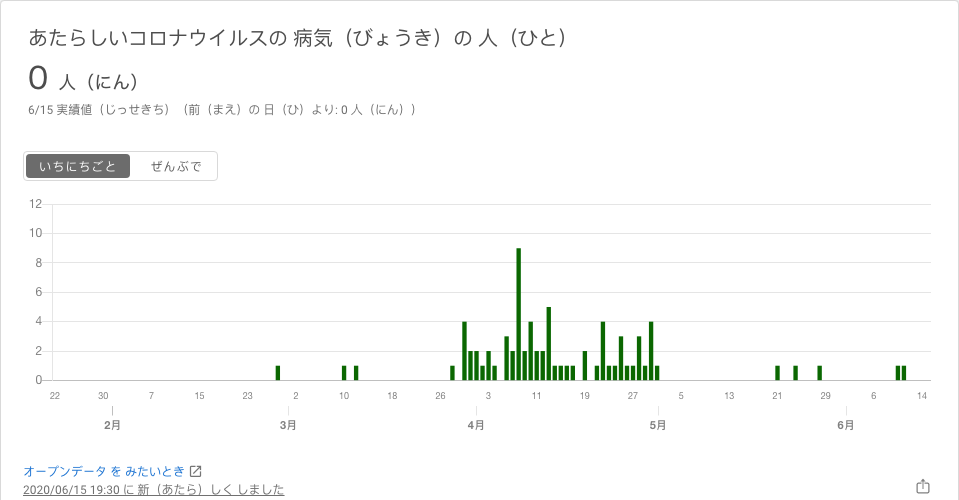 あたらしいコロナウイルスの 病気（びょうき）の 人（ひと）
0 人（にん）
6/15 実績値（じっせきち）（前（まえ）の 日（ひ）より: 0 人（にん））
いちにちごと ぜんぶで
12
10
8
6
4
2
0
22 30 7 15 23 2 10 18 26 3 11 19 27 5 13 21 29 6 14
2月 3月 4月 5月 6月
オープンデータ を みたいとき
2020/06/15 19:30 に 新（あたら）しく しました